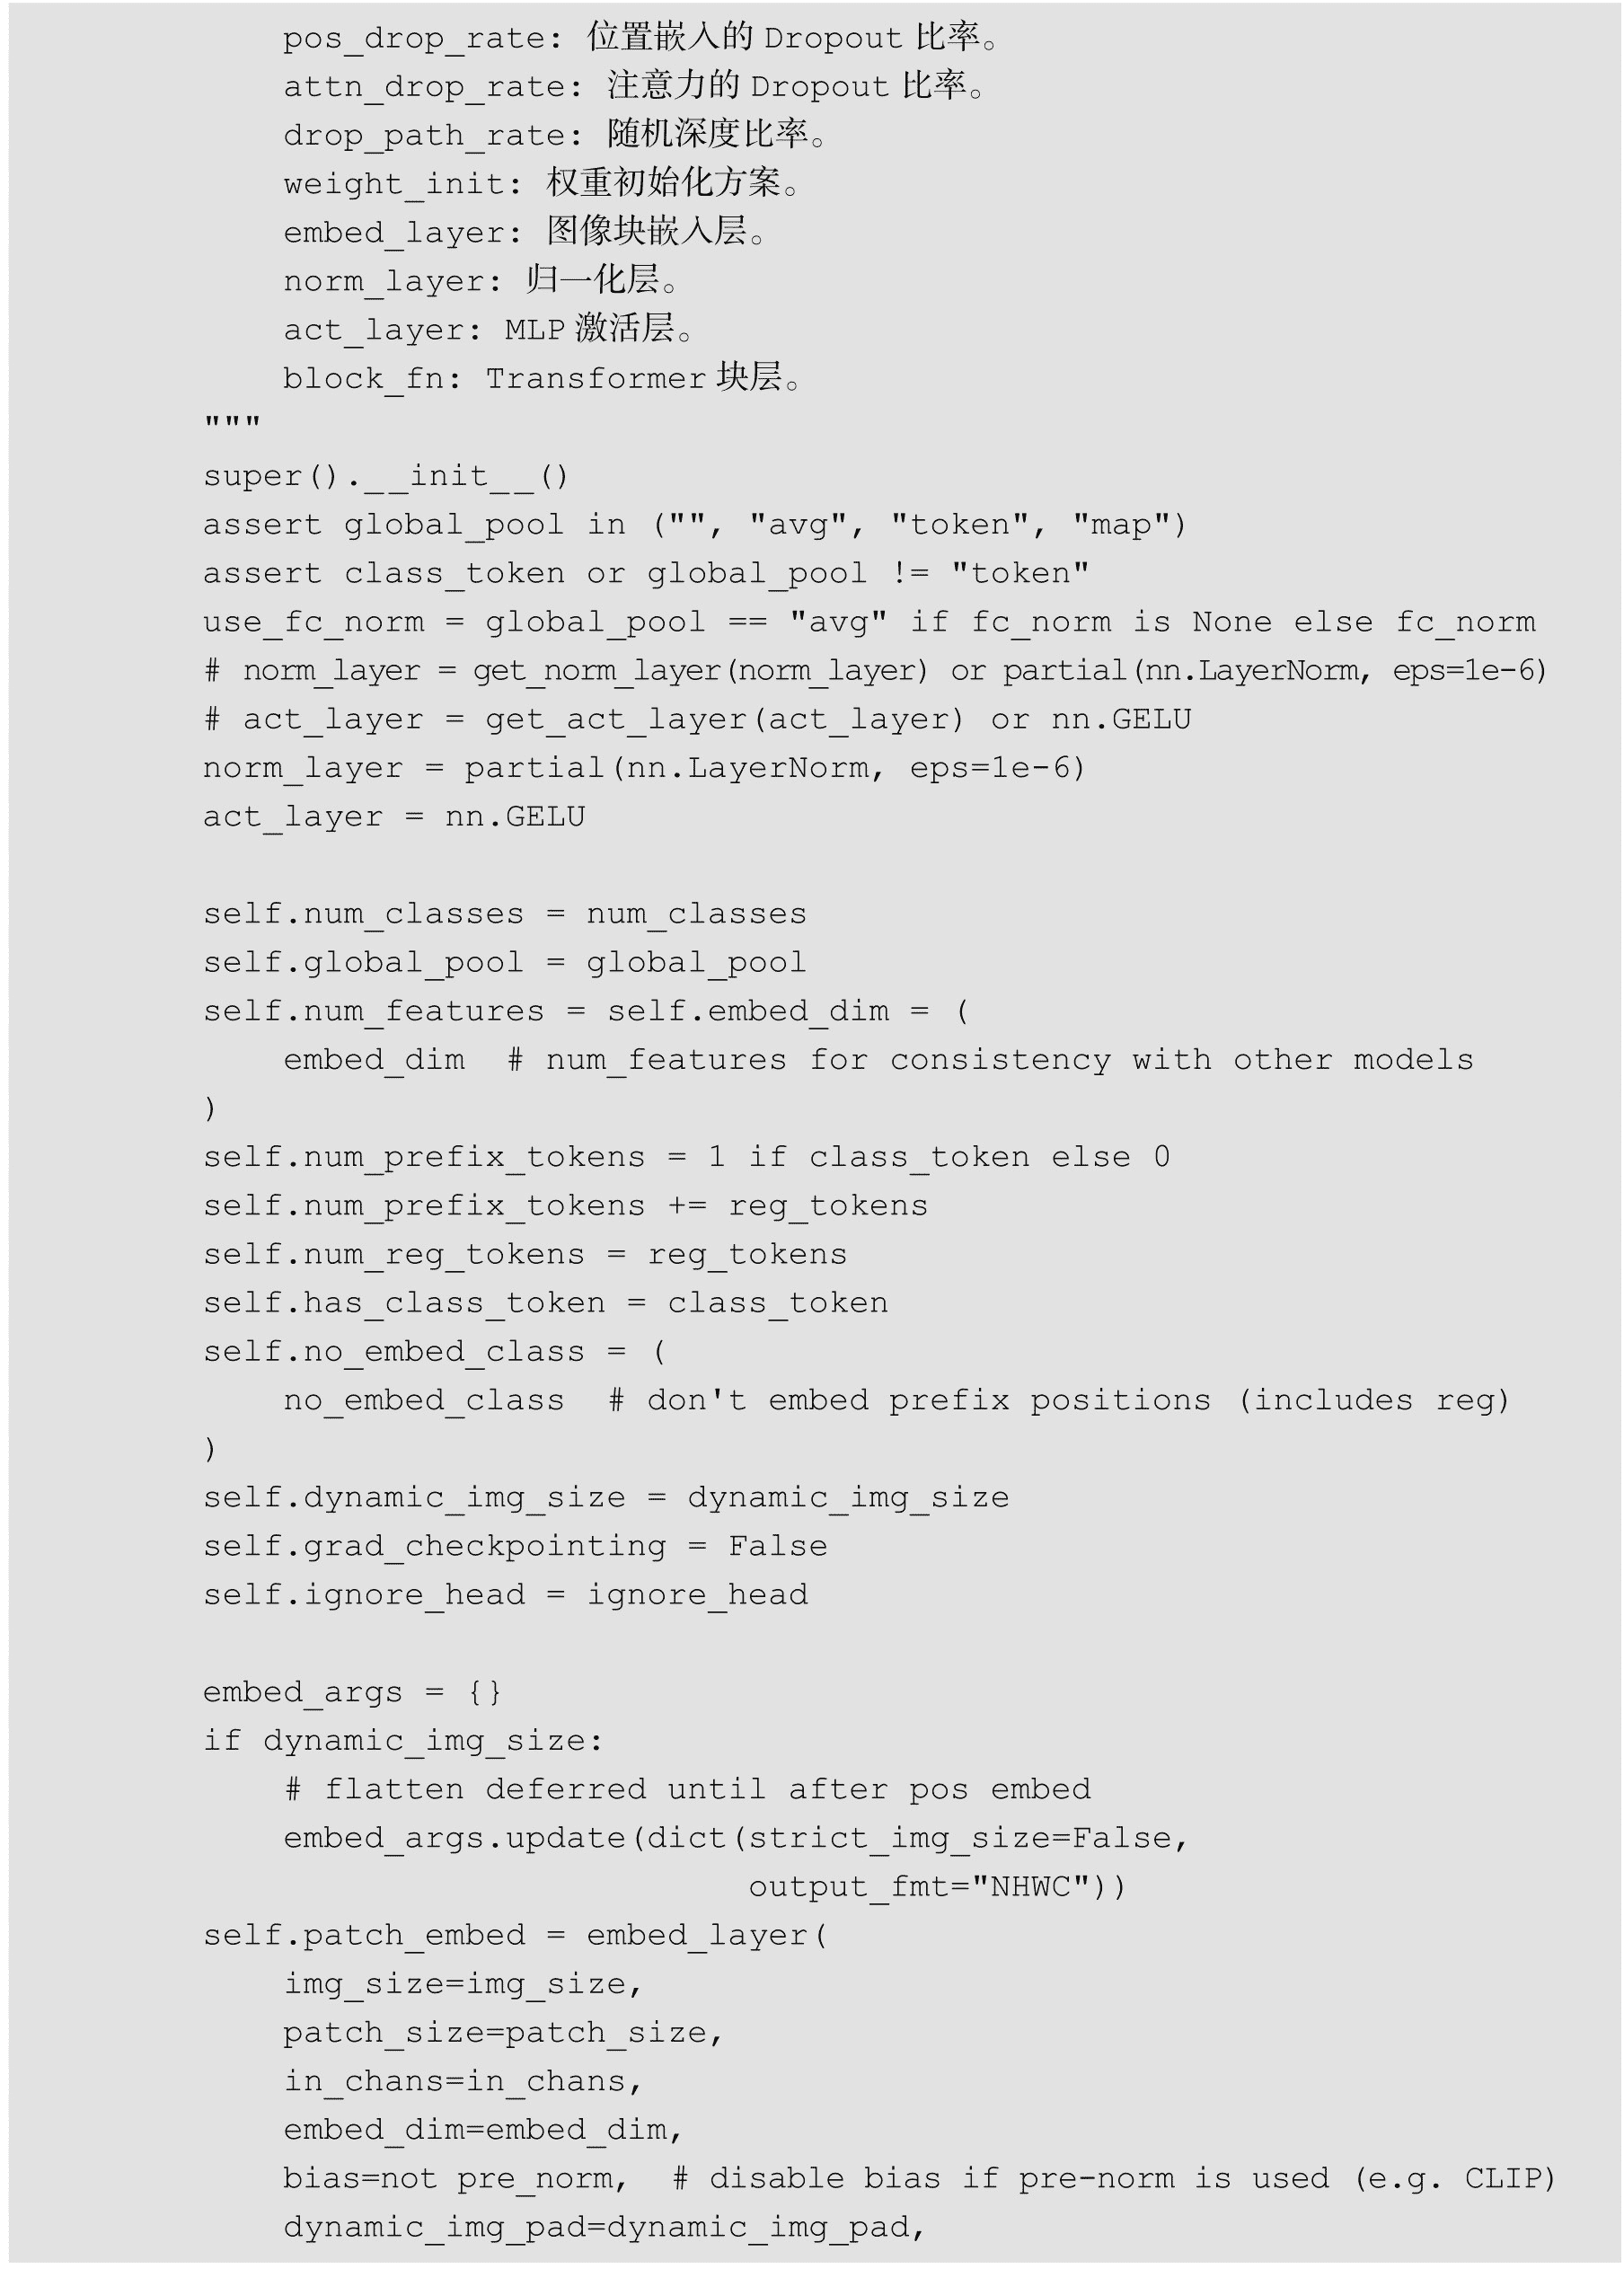 pos_drop_rate: 位置嵌入的 Dropout 比率。
            attn_drop_rate: 注意力的 Dropout 比率。
            drop_path_rate: 随机深度比率。
            weight_init: 权重初始化方案。
            embed_layer: 图像块嵌入层。
            norm_layer: 归一化层。
            act_layer: MLP 激活层。
            block_fn: Transformer 块层。
        """
        super().__init__()
        assert global_pool in ("", "avg", "token", "map")
        assert class_token or global_pool != "token"
        use_fc_norm = global_pool == "avg" if fc_norm is None else fc_norm
        # norm_layer = get_norm_layer(norm_layer) or partial(nn.LayerNorm, eps=1e-6)
        # act_layer = get_act_layer(act_layer) or nn.GELU
        norm_layer = partial(nn.LayerNorm, eps=1e-6)
        act_layer = nn.GELU

        self.num_classes = num_classes
        self.global_pool = global_pool
        self.num_features = self.embed_dim = (
            embed_dim  # num_features for consistency with other models
        )
        self.num_prefix_tokens = 1 if class_token else 0
        self.num_prefix_tokens += reg_tokens
        self.num_reg_tokens = reg_tokens
        self.has_class_token = class_token
        self.no_embed_class = (
            no_embed_class  # don't embed prefix positions (includes reg)
        )
        self.dynamic_img_size = dynamic_img_size
        self.grad_checkpointing = False
        self.ignore_head = ignore_head

        embed_args = {}
        if dynamic_img_size:
            # flatten deferred until after pos embed
            embed_args.update(dict(strict_img_size=False,
                                   output_fmt="NHWC"))
        self.patch_embed = embed_layer(
            img_size=img_size,
            patch_size=patch_size,
            in_chans=in_chans,
            embed_dim=embed_dim,
            bias=not pre_norm,  # disable bias if pre-norm is used (e.g. CLIP)
            dynamic_img_pad=dynamic_img_pad,